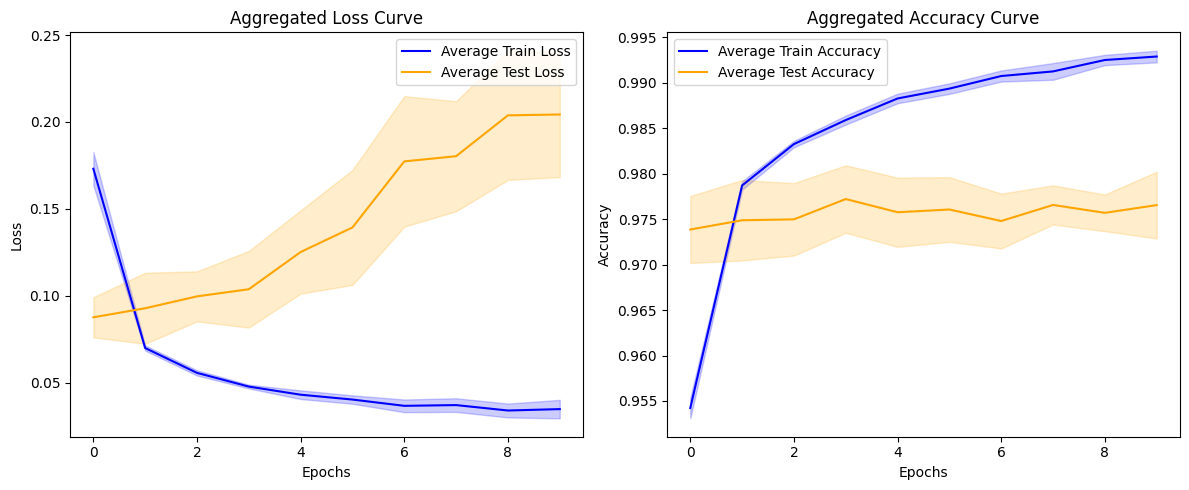 Aggregated Loss Curve
Average Train Loss
Average Test Loss
Loss
0.25
0.20
0.15
0.10
0.05
0 2 4 6 8
Epochs
Aggregated Accuracy Curve
Average Train Accuracy
Average Test Accuracy
Accuracy
0.995
0.990
0.985
0.980
0.975
0.970
0.965
0.960
0.955
0 2 4 6 8
Epochs